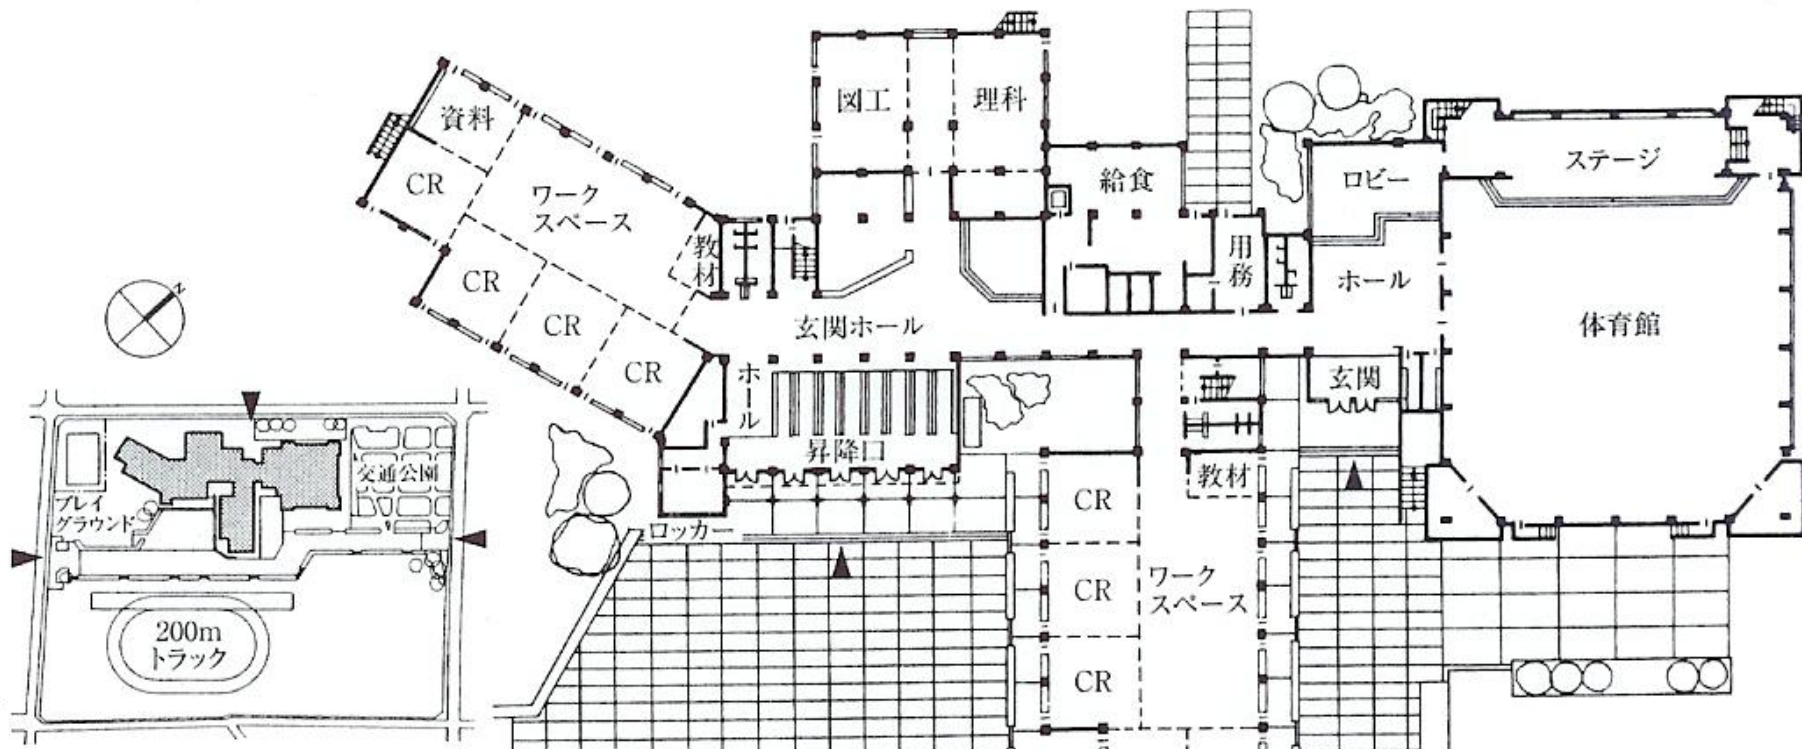 図工
理科
資料
CR
ワーク
スペース
教
材
給食
用
務
ロビー
ステージ
ホール
体育館
CR
CR
CR
玄関ホール
ホ
ー
ル
昇降口
ロッカー
玄関
教材
CR
CR
CR
ワーク
スペース
N
プレイ
グラウンド
交通公園
200m
トラック